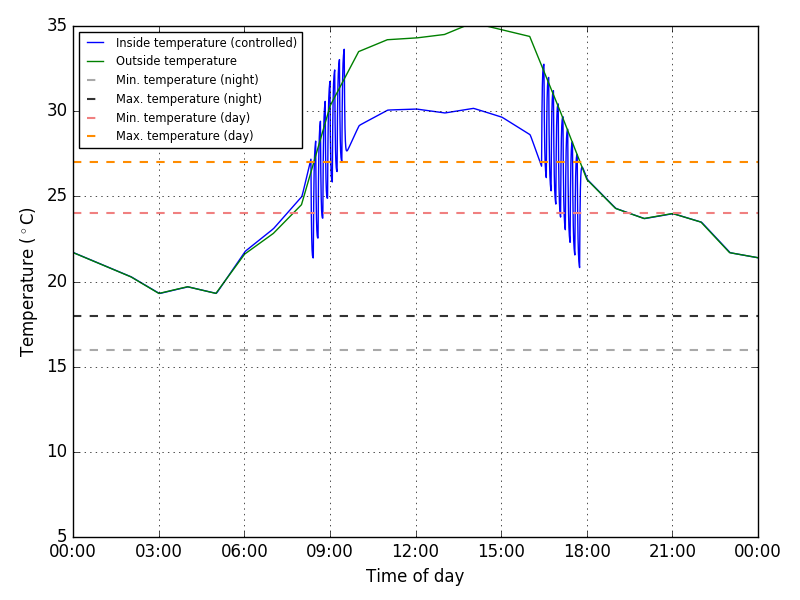 Inside temperature (controlled)
Outside temperature
Min. temperature (night)
Max. temperature (night)
Min. temperature (day)
Max. temperature (day)
35
30
25
20
15
10
5
Temperature (°C)
00:00 03:00 06:00 09:00 12:00 15:00 18:00 21:00 00:00
Time of day